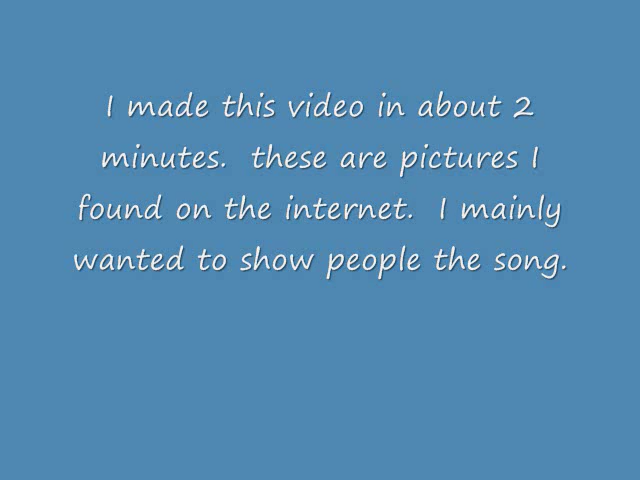 I made this video in about 2
minutes.  these are pictures I
found on the internet.  I mainly
wanted to show people the song.